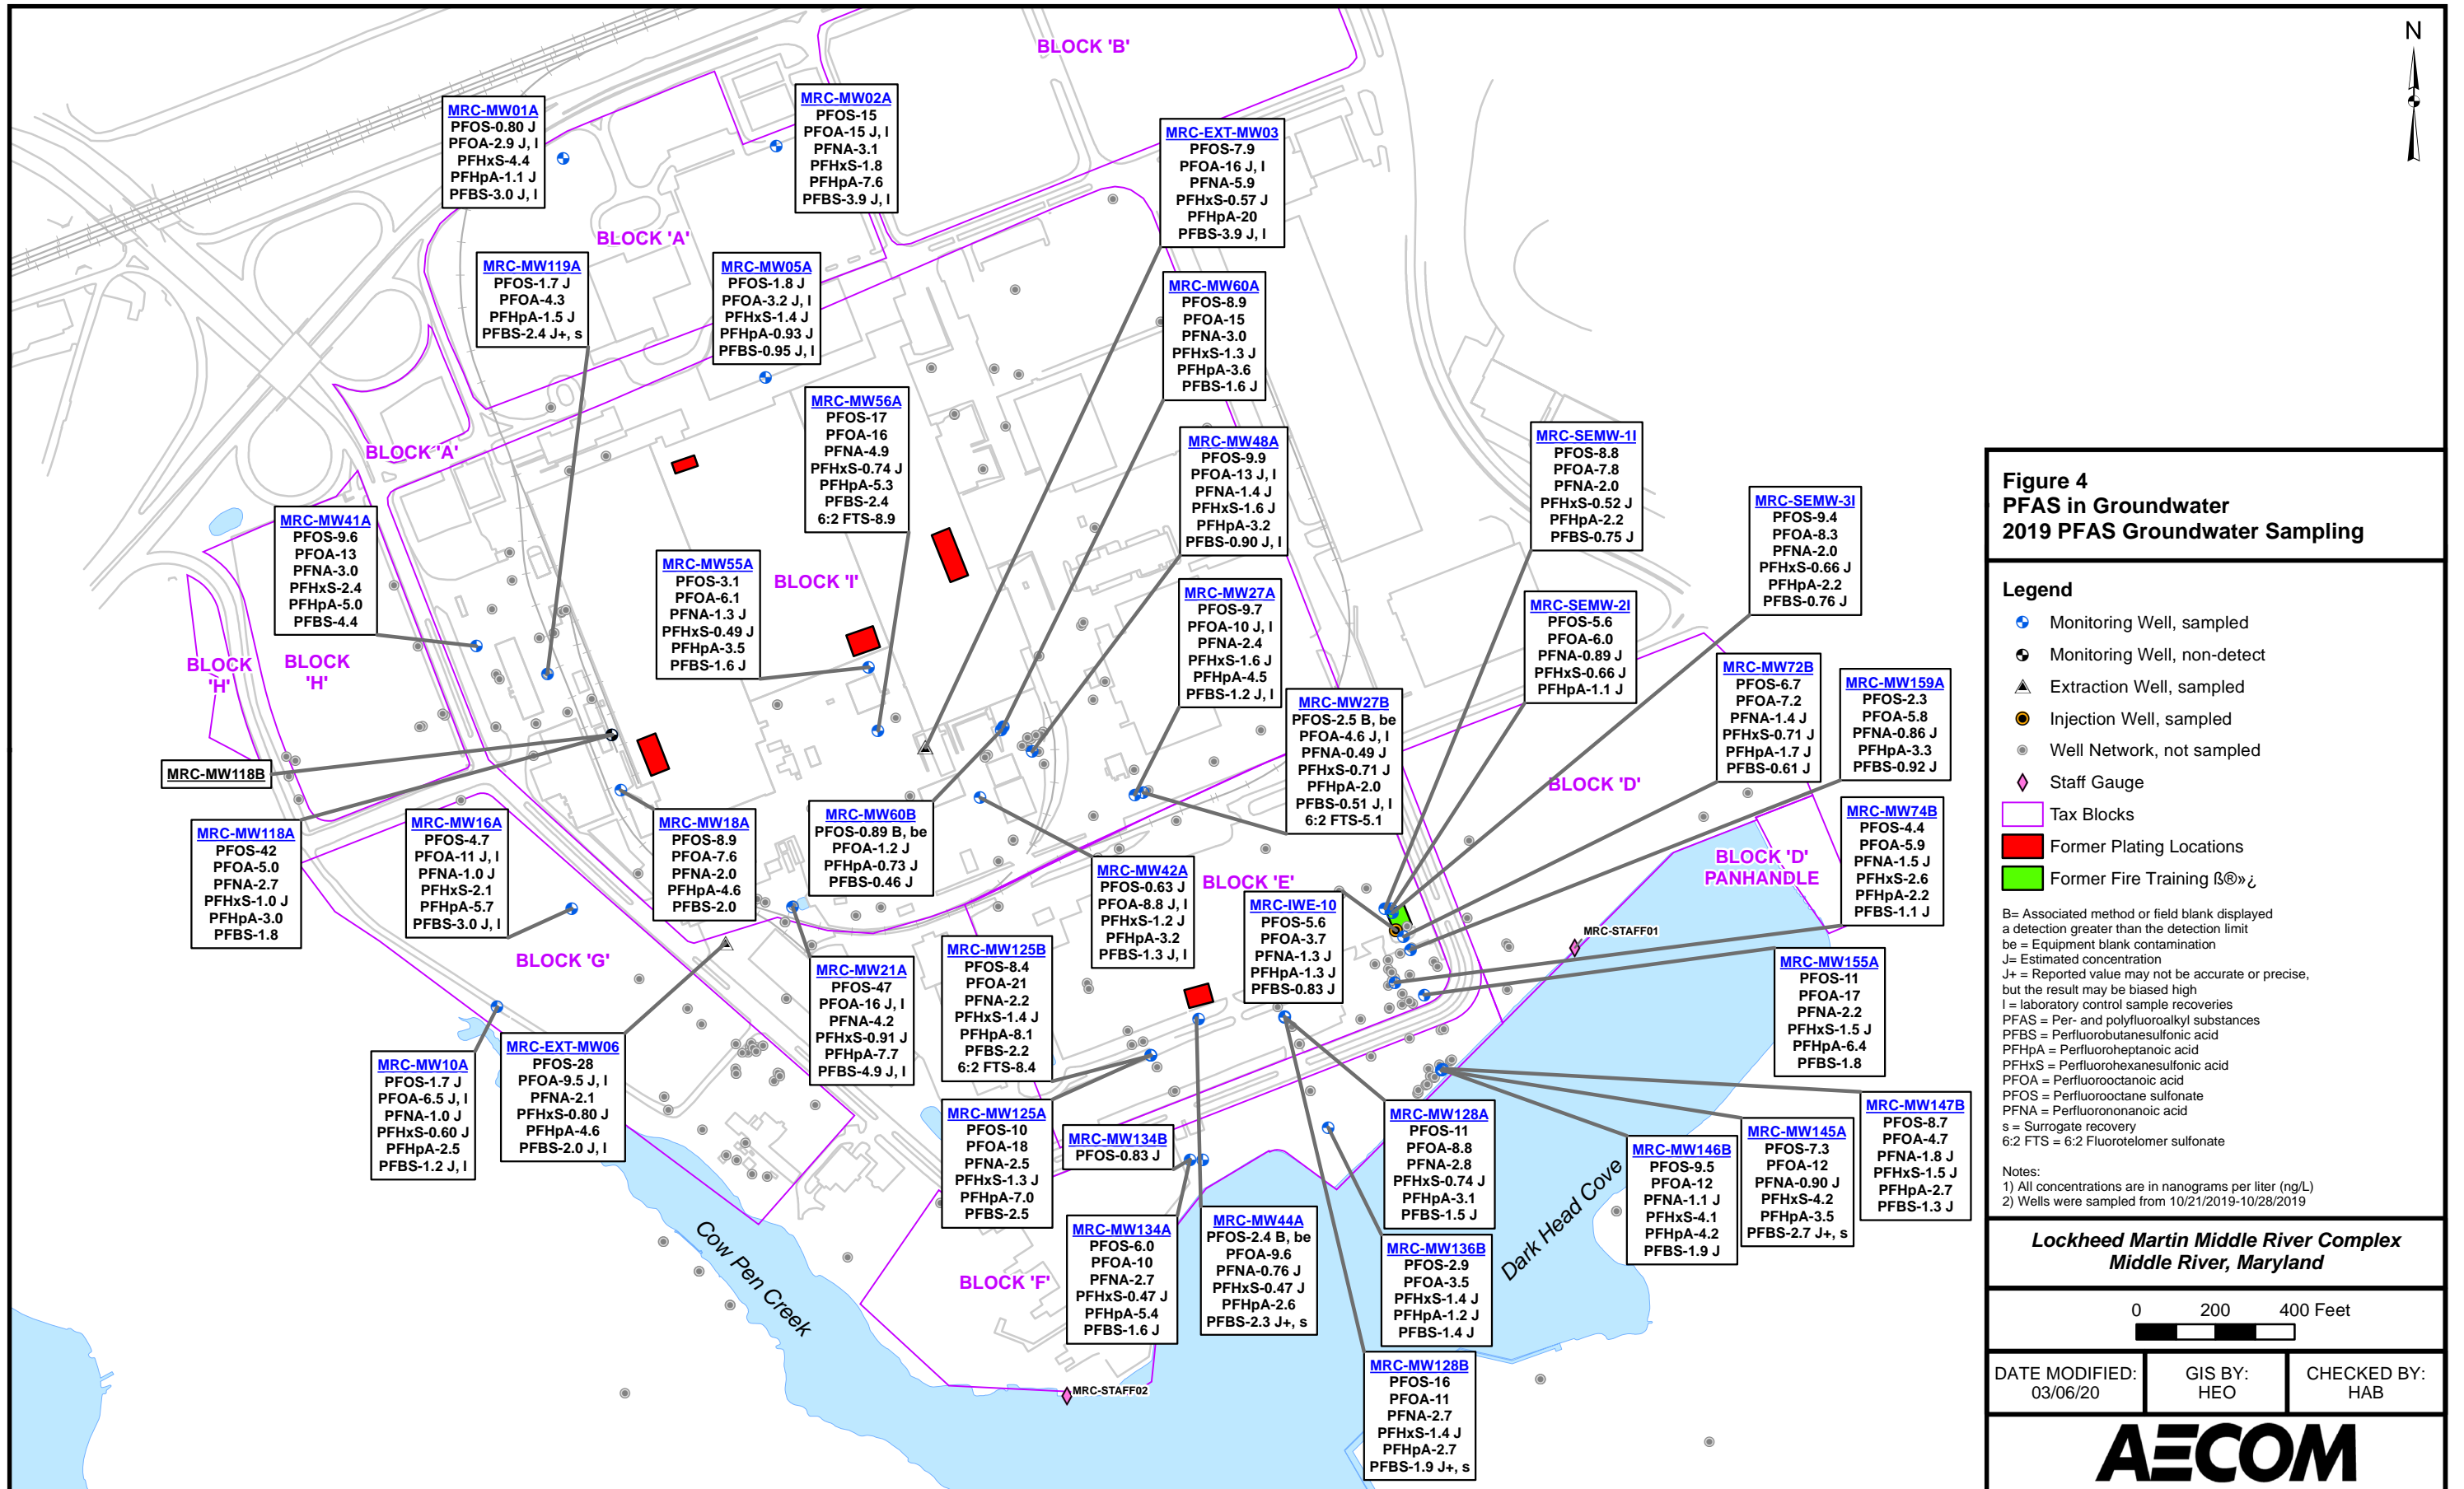 N
BLOCK 'B'
MRC-MW01A
PFOS-0.80 J
PFOA-2.9 J, l
PFHxS-4.4
PFHpA-1.1 J
PFBS-3.0 J, l
MRC-MW02A
PFOS-15
PFOA-15 J, l
PFNA-3.1
PFHxS-1.8
PFHpA-7.6
PFBS-3.9 J, l
MRC-EXT-MW03
PFOS-7.9
PFOA-16 J, l
PFNA-5.9
PFHxS-0.57 J
PFHpA-20
PFBS-3.9 J, l
BLOCK 'A'
MRC-MW119A
PFOS-1.7 J
PFOA-4.3
PFHpA-1.5 J
PFBS-2.4 J+, s
MRC-MW05A
PFOS-1.8 J
PFOA-3.2 J, l
PFHxS-1.4 J
PFHpA-0.93 J
PFBS-0.95 J, l
MRC-MW60A
PFOS-8.9
PFOA-15
PFNA-3.0
PFHxS-1.3 J
PFHpA-3.6
PFBS-1.6 J
BLOCK 'A'
MRC-MW56A
PFOS-17
PFOA-16
PFNA-4.9
PFHxS-0.74 J
PFHpA-5.3
PFBS-2.4
6:2 FTS-8.9
MRC-MW48A
PFOS-9.9
PFOA-13 J, l
PFNA-1.4 J
PFHxS-1.6 J
PFHpA-3.2
PFBS-0.90 J, l
MRC-SEMW-1I
PFOS-8.8
PFOA-7.8
PFNA-2.0
PFHxS-0.52 J
PFHpA-2.2
PFBS-0.75 J
MRC-SEMW-3I
PFOS-9.4
PFOA-8.3
PFNA-2.0
PFHxS-0.66 J
PFHpA-2.2
PFBS-0.76 J
MRC-MW41A
PFOS-9.6
PFOA-13
PFNA-3.0
PFHxS-2.4
PFHpA-5.0
PFBS-4.4
MRC-MW55A
PFOS-3.1
PFOA-6.1
PFNA-1.3 J
PFHxS-0.49 J
PFHpA-3.5
PFBS-1.6 J
BLOCK 'I'
MRC-MW27A
PFOS-9.7
PFOA-10 J, l
PFNA-2.4
PFHxS-1.6 J
PFHpA-4.5
PFBS-1.2 J, l
MRC-SEMW-2I
PFOS-5.6
PFOA-6.0
PFNA-0.89 J
PFHxS-0.66 J
PFHpA-1.1 J
BLOCK
'H'
BLOCK
'H'
MRC-MW27B
PFOS-2.5 B, be
PFOA-4.6 J, l
PFNA-0.49 J
PFHxS-0.71 J
PFHpA-2.0
PFBS-0.51 J, l
6:2 FTS-5.1
MRC-MW72B
PFOS-6.7
PFOA-7.2
PFNA-1.4 J
PFHxS-0.71 J
PFHpA-1.7 J
PFBS-0.61 J
MRC-MW159A
PFOS-2.3
PFOA-5.8
PFNA-0.86 J
PFHpA-3.3
PFBS-0.92 J
MRC-MW118B
BLOCK 'D'
MRC-MW118A
PFOS-42
PFOA-5.0
PFNA-2.7
PFHxS-1.0 J
PFHpA-3.0
PFBS-1.8
MRC-MW16A
PFOS-4.7
PFOA-11 J, l
PFNA-1.0 J
PFHxS-2.1
PFHpA-5.7
PFBS-3.0 J, l
MRC-MW18A
PFOS-8.9
PFOA-7.6
PFNA-2.0
PFHpA-4.6
PFBS-2.0
MRC-MW60B
PFOS-0.89 B, be
PFOA-1.2 J
PFHpA-0.73 J
PFBS-0.46 J
MRC-MW42A
PFOS-0.63 J
PFOA-8.8 J, l
PFHxS-1.2 J
PFHpA-3.2
PFBS-1.3 J, l
BLOCK 'E'
MRC-IWE-10
PFOS-5.6
PFOA-3.7
PFNA-1.3 J
PFHpA-1.3 J
PFBS-0.83 J
BLOCK 'D'
PANHANDLE
MRC-MW74B
PFOS-4.4
PFOA-5.9
PFNA-1.5 J
PFHxS-2.6
PFHpA-2.2
PFBS-1.1 J
MRC-STAFF01
BLOCK 'G'
MRC-MW21A
PFOS-47
PFOA-16 J, l
PFNA-4.2
PFHxS-0.91 J
PFHpA-7.7
PFBS-4.9 J, l
MRC-MW125B
PFOS-8.4
PFOA-21
PFNA-2.2
PFHxS-1.4 J
PFHpA-8.1
PFBS-2.2
6:2 FTS-8.4
MRC-MW155A
PFOS-11
PFOA-17
PFNA-2.2
PFHxS-1.5 J
PFHpA-6.4
PFBS-1.8
MRC-MW10A
PFOS-1.7 J
PFOA-6.5 J, l
PFNA-1.0 J
PFHxS-0.60 J
PFHpA-2.5
PFBS-1.2 J, l
MRC-EXT-MW06
PFOS-28
PFOA-9.5 J, l
PFNA-2.1
PFHxS-0.80 J
PFHpA-4.6
PFBS-2.0 J, l
MRC-MW125A
PFOS-10
PFOA-18
PFNA-2.5
PFHxS-1.3 J
PFHpA-7.0
PFBS-2.5
MRC-MW134B
PFOS-0.83 J
MRC-MW128A
PFOS-11
PFOA-8.8
PFNA-2.8
PFHxS-0.74 J
PFHpA-3.1
PFBS-1.5 J
MRC-MW146B
PFOS-9.5
PFOA-12
PFNA-1.1 J
PFHxS-4.1
PFHpA-4.2
PFBS-1.9 J
MRC-MW145A
PFOS-7.3
PFOA-12
PFNA-0.90 J
PFHxS-4.2
PFHpA-3.5
PFBS-2.7 J+, s
MRC-MW147B
PFOS-8.7
PFOA-4.7
PFNA-1.8 J
PFHxS-1.5 J
PFHpA-2.7
PFBS-1.3 J
Cow Pen Creek
BLOCK 'F'
MRC-MW134A
PFOS-6.0
PFOA-10
PFNA-2.7
PFHxS-0.47 J
PFHpA-5.4
PFBS-1.6 J
MRC-MW44A
PFOS-2.4 B, be
PFOA-9.6
PFNA-0.76 J
PFHxS-0.47 J
PFHpA-2.6
PFBS-2.3 J+, s
MRC-MW136B
PFOS-2.9
PFOA-3.5
PFHxS-1.4 J
PFHpA-1.2 J
PFBS-1.4 J
Dark Head Cove
MRC-MW128B
PFOS-16
PFOA-11
PFNA-2.7
PFHxS-1.4 J
PFHpA-2.7
PFBS-1.9 J+, s
MRC-STAFF02
Figure 4
PFAS in Groundwater
2019 PFAS Groundwater Sampling
Legend
Monitoring Well, sampled
Monitoring Well, non-detect
Extraction Well, sampled
Injection Well, sampled
Well Network, not sampled
Staff Gauge
Tax Blocks
Former Plating Locations
Former Fire Training ß®»¿
B= Associated method or field blank displayed
a detection greater than the detection limit
be = Equipment blank contamination
J= Estimated concentration
J+ = Reported value may not be accurate or precise,
but the result may be biased high
l = laboratory control sample recoveries
PFAS = Per- and polyfluoroalkyl substances
PFBS = Perfluorobutanesulfonic acid
PFHpA = Perfluoroheptanoic acid
PFHxS = Perfluorohexanesulfonic acid
PFOA = Perfluorooctanoic acid
PFOS = Perfluorooctane sulfonate
PFNA = Perfluorononanoic acid
s = Surrogate recovery
6:2 FTS = 6:2 Fluorotelomer sulfonate
Notes:
1) All concentrations are in nanograms per liter (ng/L)
2) Wells were sampled from 10/21/2019-10/28/2019
Lockheed Martin Middle River Complex
Middle River, Maryland
0 200 400 Feet
DATE MODIFIED:
03/06/20
GIS BY:
HEO
CHECKED BY:
HAB
AECOM